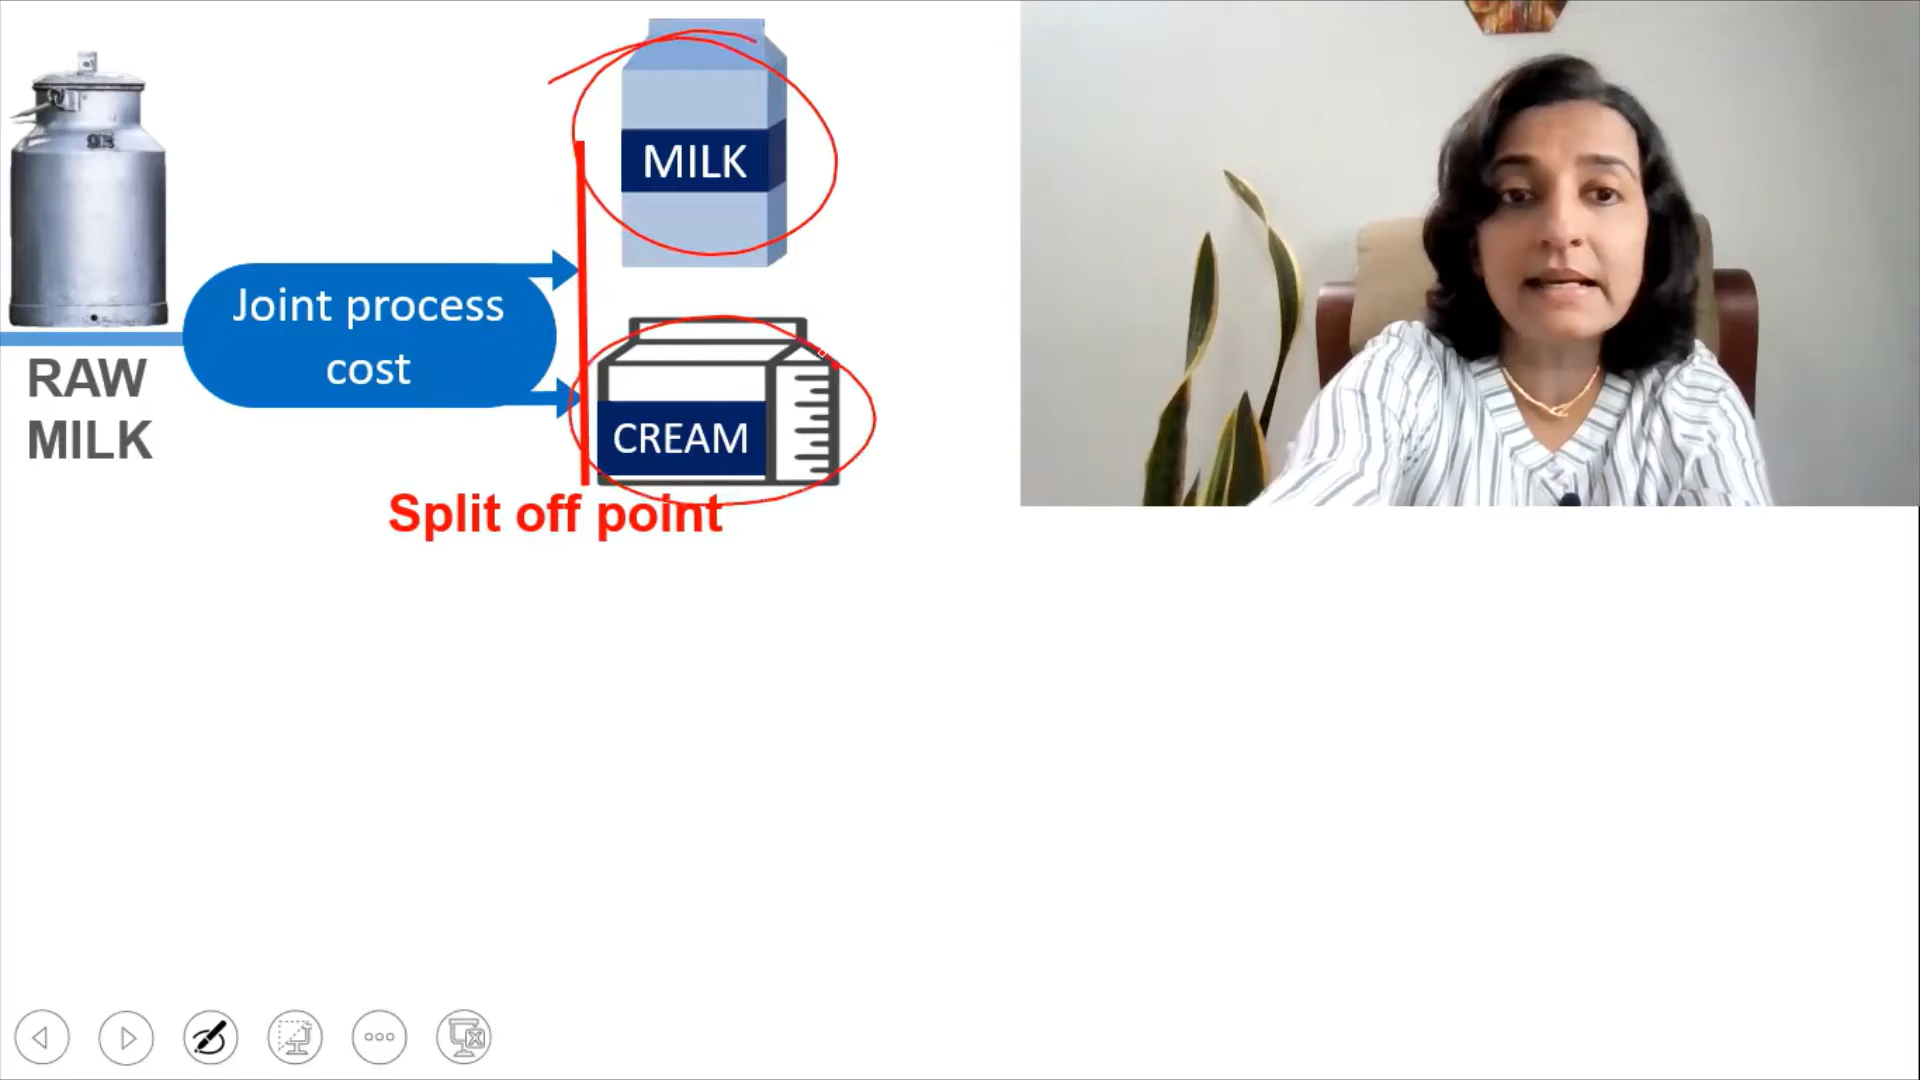 RAW
MILK
Joint process
cost
MILK
CREAM
Split off point